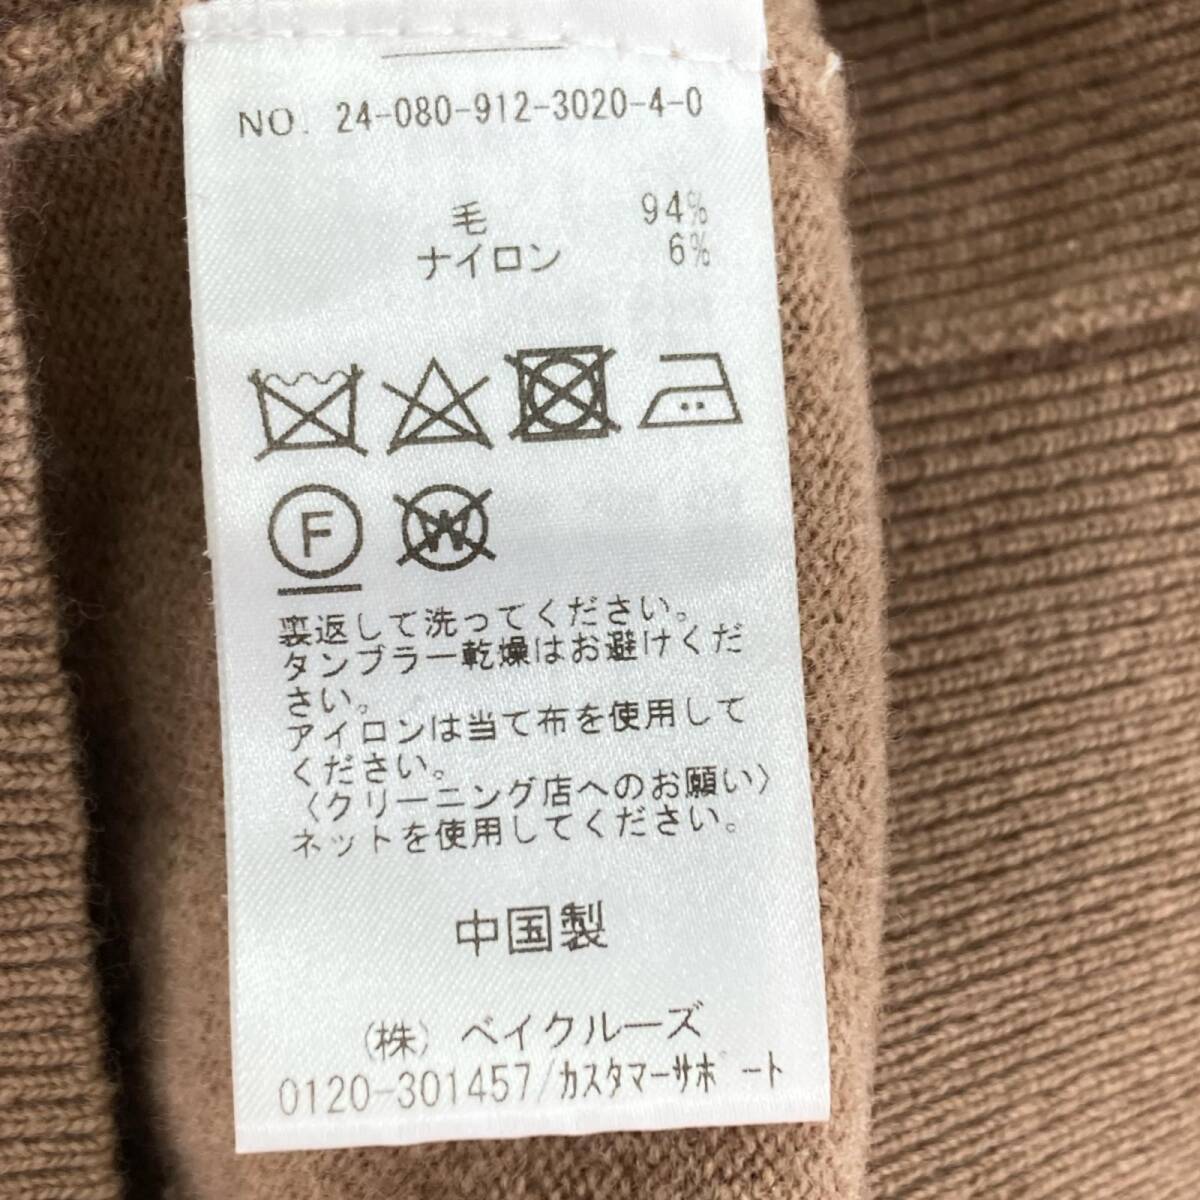 NO. 24-080-912-3020-4-0
毛 94%
ナイロン 6%
F W
裏返して洗ってください。
タンブラー乾燥はお避けくだ
さい。
アイロンは当て布を使用して
ください。
〈クリーニング店へのお願い〉
ネットを使用してください。
中国製
(株) ベイクルーズ
0120-301457/カスタマーサポート